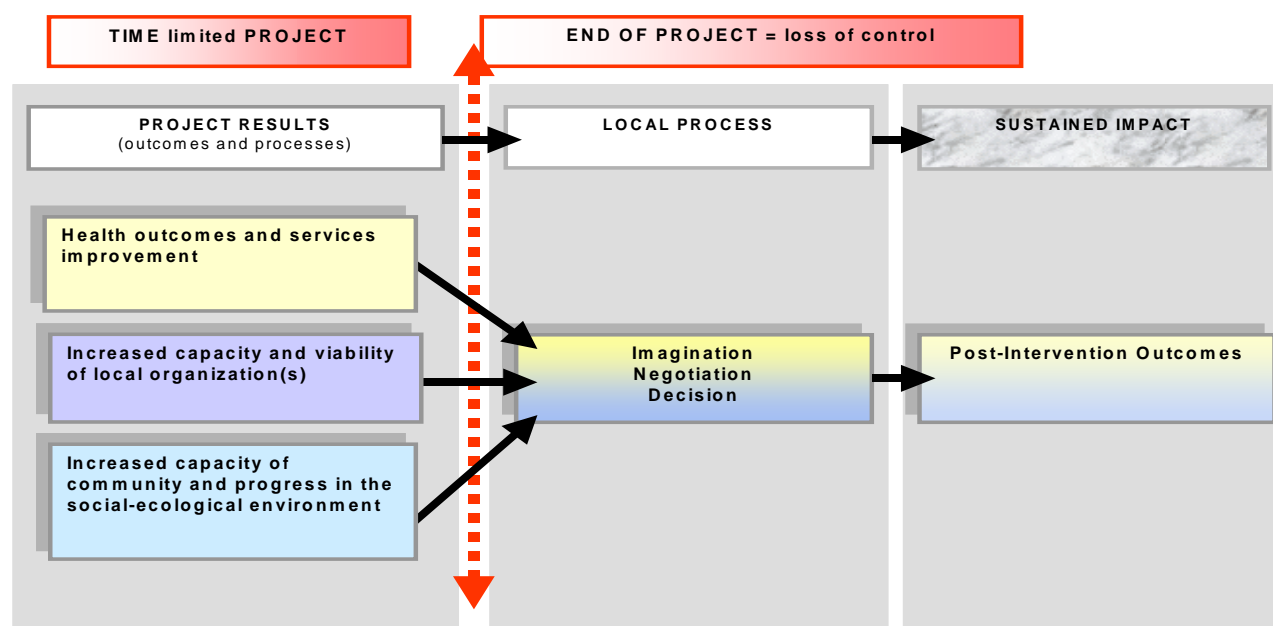 TIME limited PROJECT
END OF PROJECT = loss of control
PROJECT RESULTS
(outcomes and processes)
LOCAL PROCESS
SUSTAINED IMPACT
Health outcomes and services
improvement
Increased capacity and viability
of local organization(s)
Increased capacity of
community and progress in the
social-ecological environment
Imagination
Negotiation
Decision
Post-Intervention Outcomes